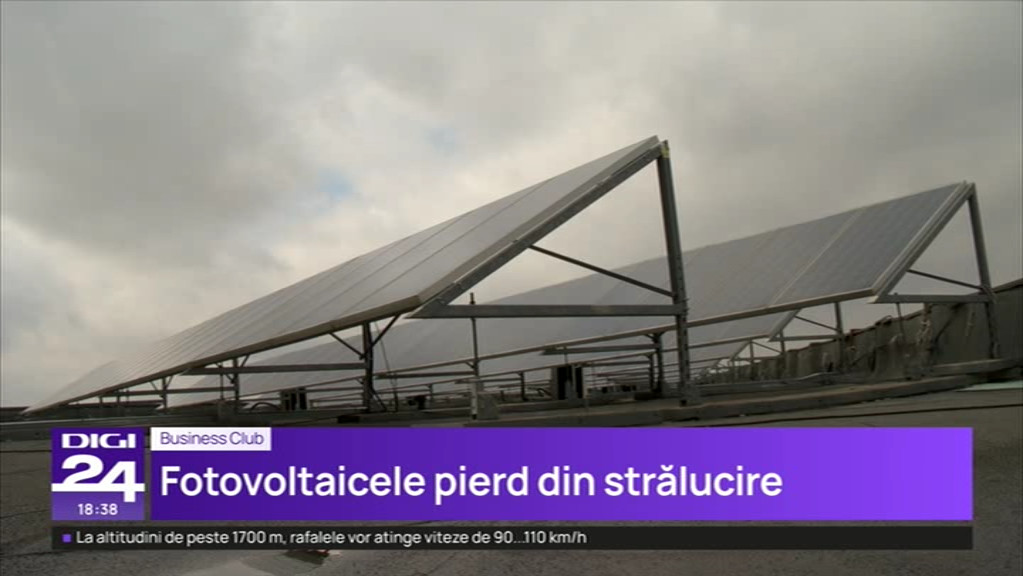 DIGI
24
18:38
Business Club
Fotovoltaicele pierd din strălucire
La altitudini de peste 1700 m, rafalele vor atinge viteze de 90...110 km/h